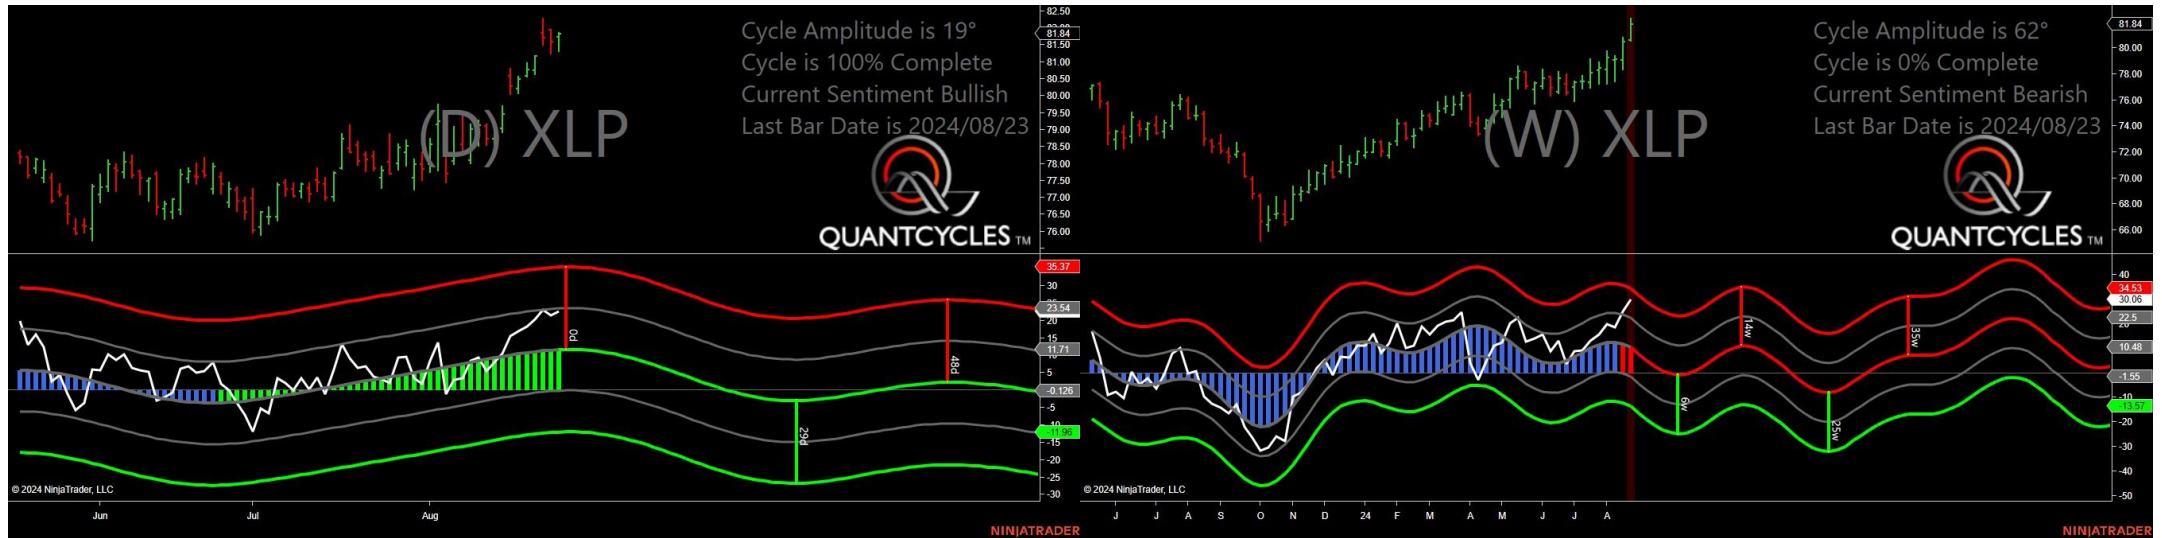 82.50
81.84
81.50
81.00
80.50
80.00
79.50
79.00
78.50
78.00
77.50
77.00
76.50
76.00
Cycle Amplitude is 19°
Cycle is 100% Complete
Current Sentiment Bullish
Last Bar Date is 2024/08/23
(D) XLP
QUANTCYCLES TM
35.37
30
23.54
20
15
11.71
5
-0.126
-5
-11.96
-15
-20
-25
-30
0d
48d
29d
© 2024 NinjaTrader, LLC
Jun Jul Aug
NINJATRADER
81.84
80.00
78.00
76.00
74.00
72.00
70.00
68.00
66.00
Cycle Amplitude is 62°
Cycle is 0% Complete
Current Sentiment Bearish
Last Bar Date is 2024/08/23
(W) XLP
QUANTCYCLES TM
40
34.53
30.06
22.5
10.48
-1.55
-13.57
-20
-30
-40
-50
14w
35w
6w
25w
© 2024 NinjaTrader, LLC
J J A S O N D 24 F M A M J J A
NINJATRADER